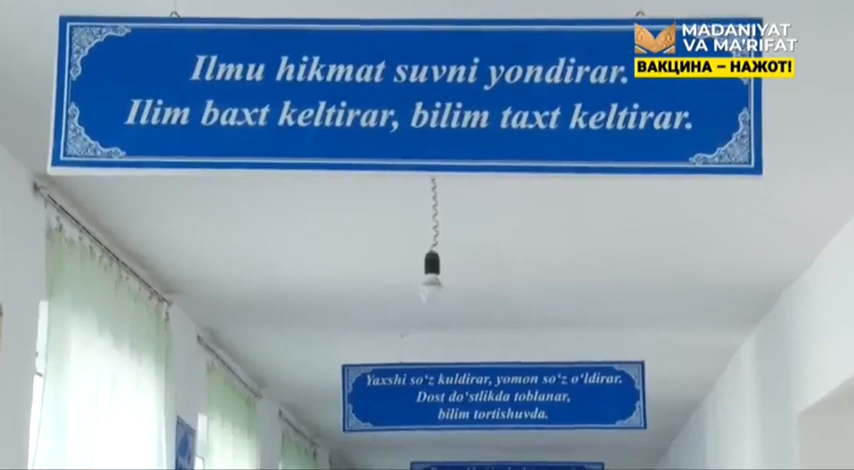 MADANIYAT
VA MA'RIFAT
ВАКЦИНА – НАЖОТ!
Ilmu hikmat suvni yondirar.
Ilim baxt keltirar, bilim taxt keltirar.
Yaxshi so‘z kuldirar, yomon so‘z o‘ldirar.
Dost do‘stlikda toblanar,
bilim tortishuvda.